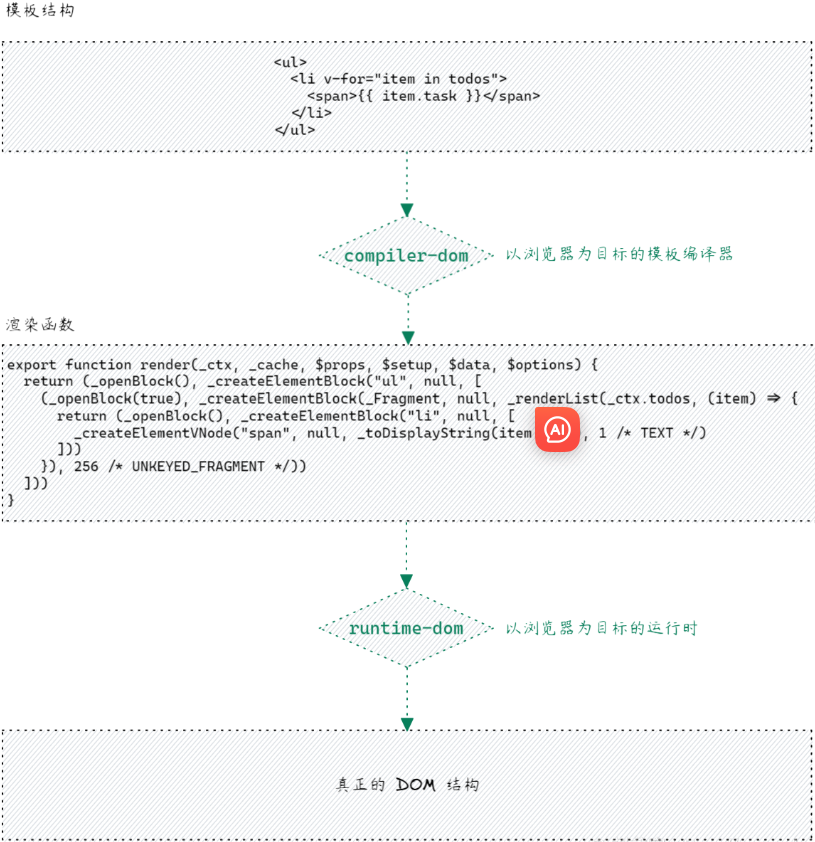 模板结构
<ul>
  <li v-for="item in todos">
    <span>{{ item.task }}</span>
  </li>
</ul>
compiler-dom
以浏览器为目标的模板编译器
渲染函数
export function render(_ctx, _cache, $props, $setup, $data, $options) {
  return (_openBlock(), _createElementBlock("ul", null, [
    (_openBlock(true), _createElementBlock(_Fragment, null, _renderList(_ctx.todos, (item) => {
      return (_openBlock(), _createElementBlock("li", null, [
        _createElementVNode("span", null, _toDisplayString(item , 1 /* TEXT */)
      ]))
    }), 256 /* UNKEYED_FRAGMENT */))
  ]))
}
AI
runtime-dom
以浏览器为目标的运行时
真正的 DOM 结构